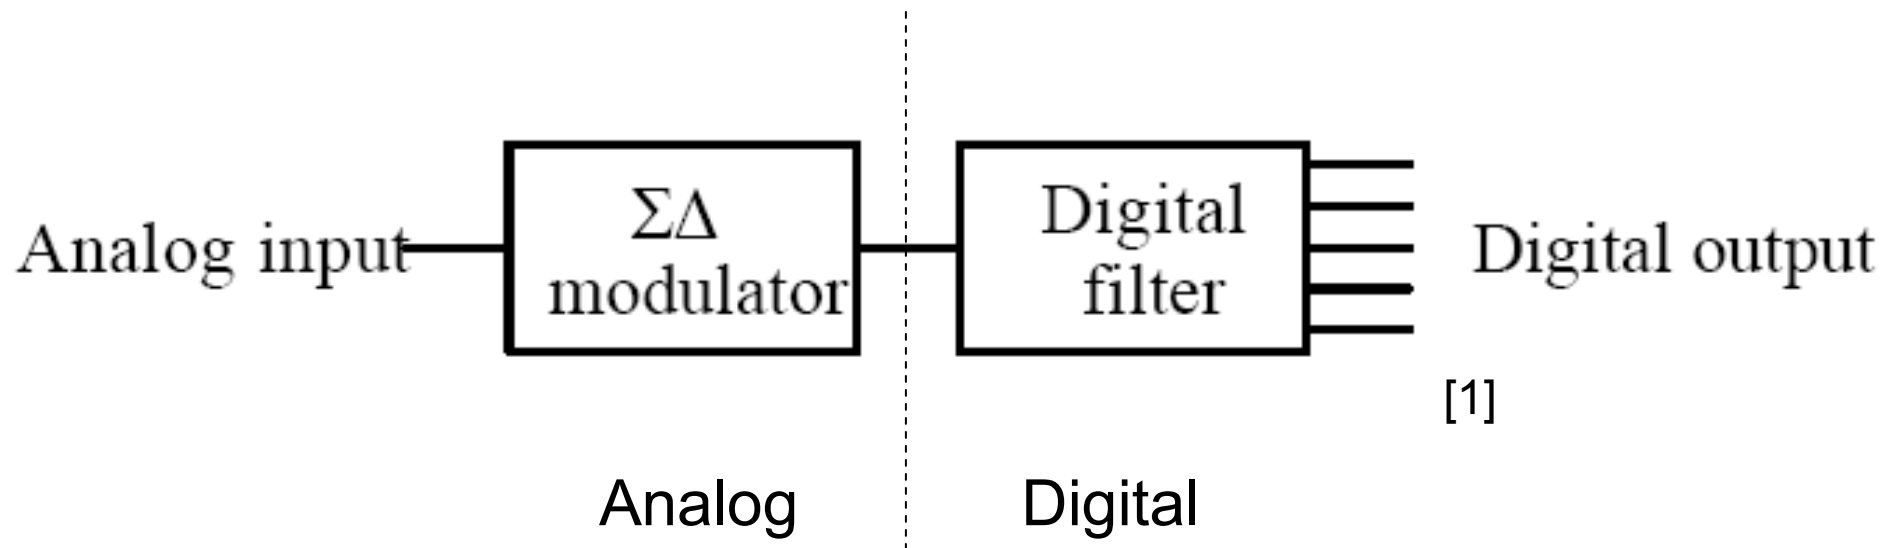 Analog input
ΣΔ
modulator
Digital
filter
Digital output
[1]
Analog
Digital